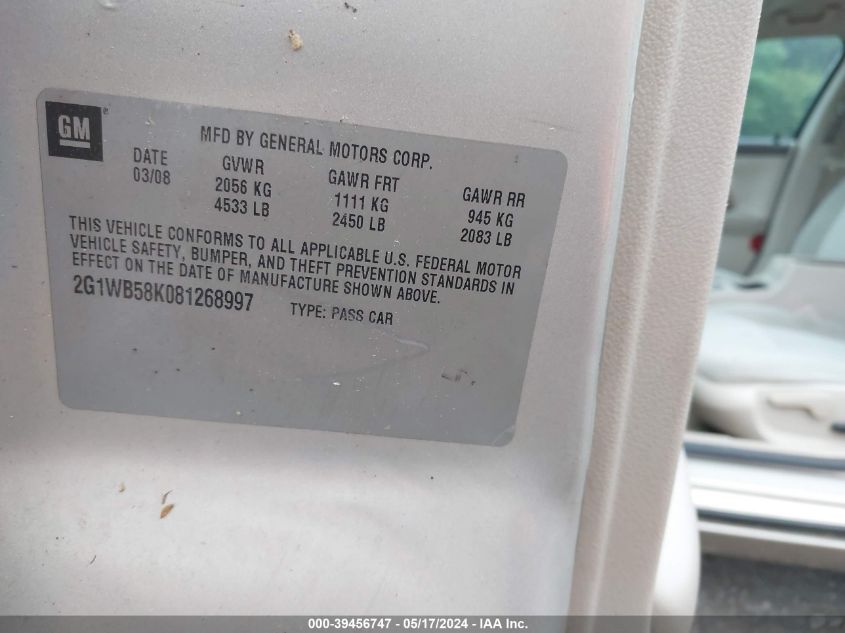 GM
MFD BY GENERAL MOTORS CORP.
DATE GVWR GAWR FRT GAWR RR
03/08 2056 KG 1111 KG 945 KG
4533 LB 2450 LB 2083 LB
THIS VEHICLE CONFORMS TO ALL APPLICABLE U.S. FEDERAL MOTOR
VEHICLE SAFETY, BUMPER, AND THEFT PREVENTION STANDARDS IN
EFFECT ON THE DATE OF MANUFACTURE SHOWN ABOVE.
2G1WB58K081268997 TYPE: PASS CAR
000-39456747 - 05/17/2024 - IAA Inc.